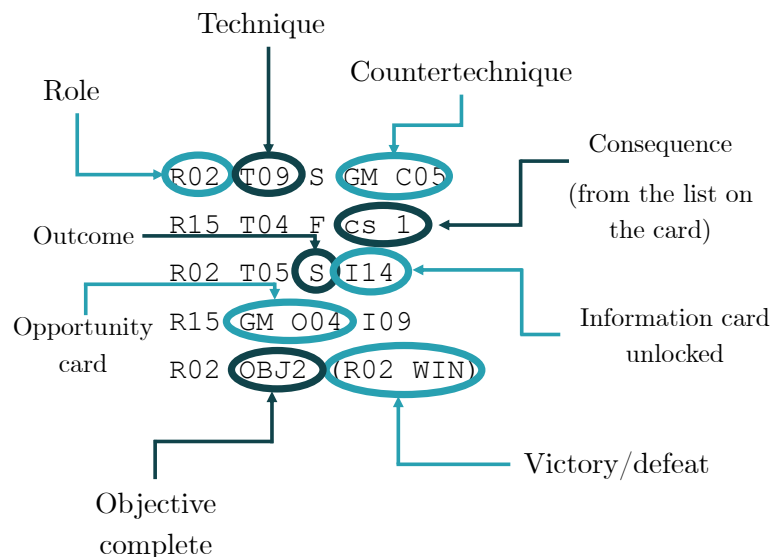 Technique
Countertechnique
Role
Consequence
(from the list on
the card)
R02 T09 S GM C05
R15 T04 F cs 1
Outcome
R02 T05 S I14
Opportunity
card
R15 GM O04 I09
Information card
unlocked
R02 OBJ2 (R02 WIN)
Victory/defeat
Objective
complete